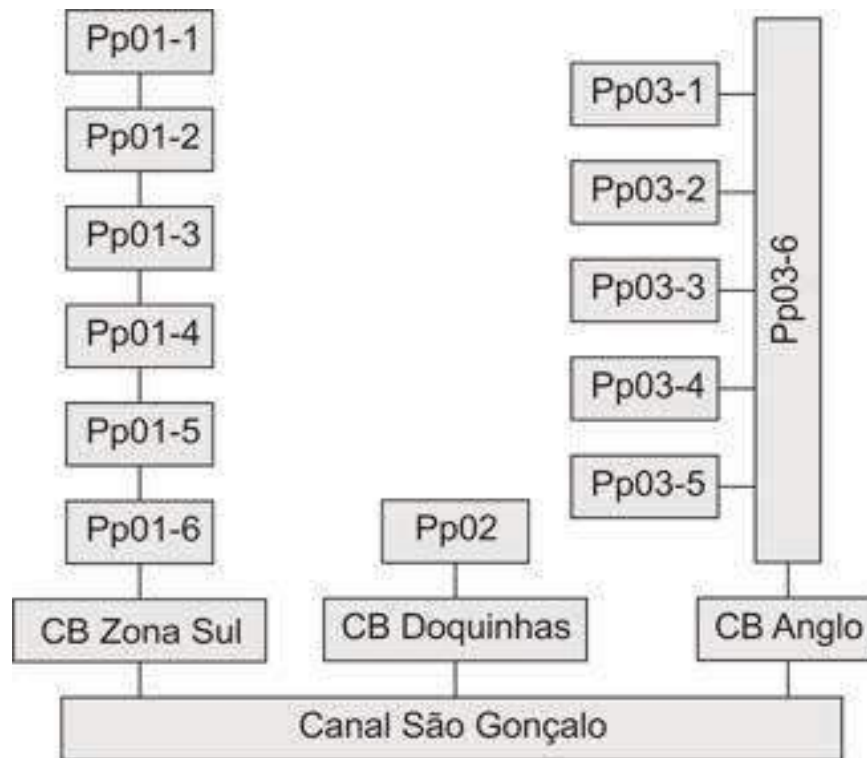 Pp01-1
Pp01-2
Pp01-3
Pp01-4
Pp01-5
Pp01-6
CB Zona Sul
Pp02
CB Doquinhas
Pp03-1
Pp03-2
Pp03-3
Pp03-4
Pp03-5
Pp03-6
CB Anglo
Canal São Gonçalo